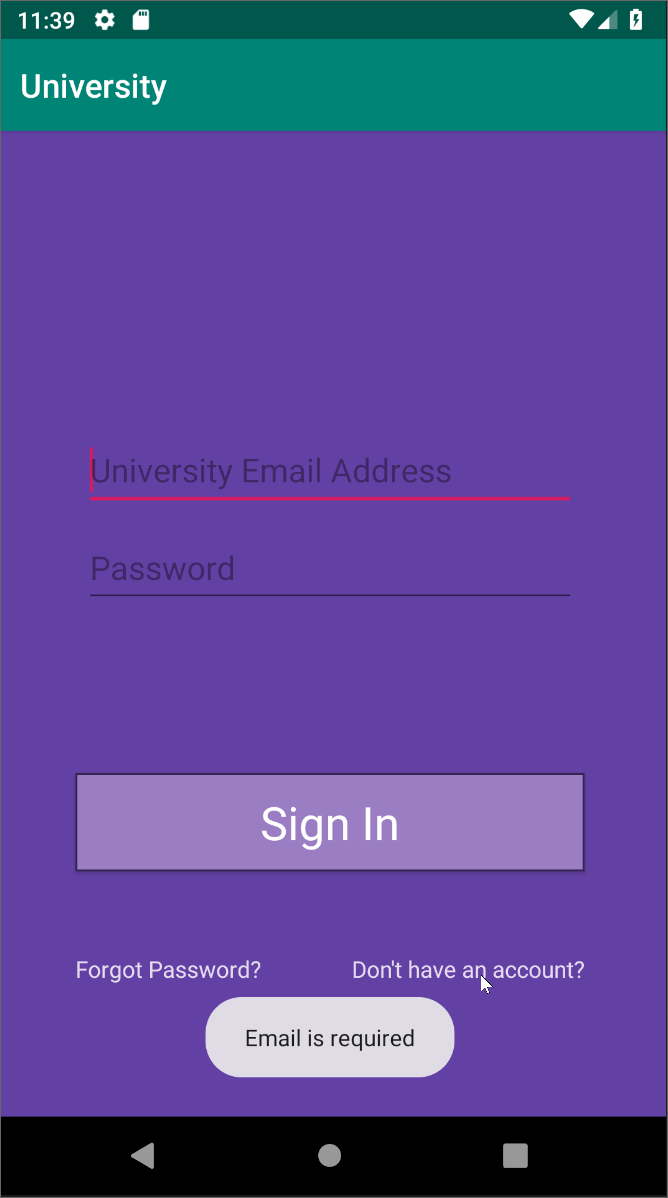 11:39
University
University Email Address
Password
Sign In
Forgot Password?
Don't have an account?
Email is required